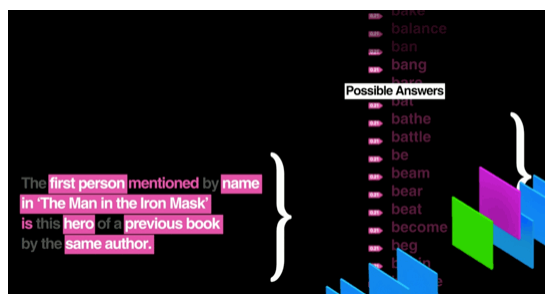 balance
ban
bang
Possible Answers
bat
bathe
battle
be
beam
bear
beat
become
beg
The first person mentioned by name
in ‘The Man in the Iron Mask’
is this hero of a previous book
by the same author.